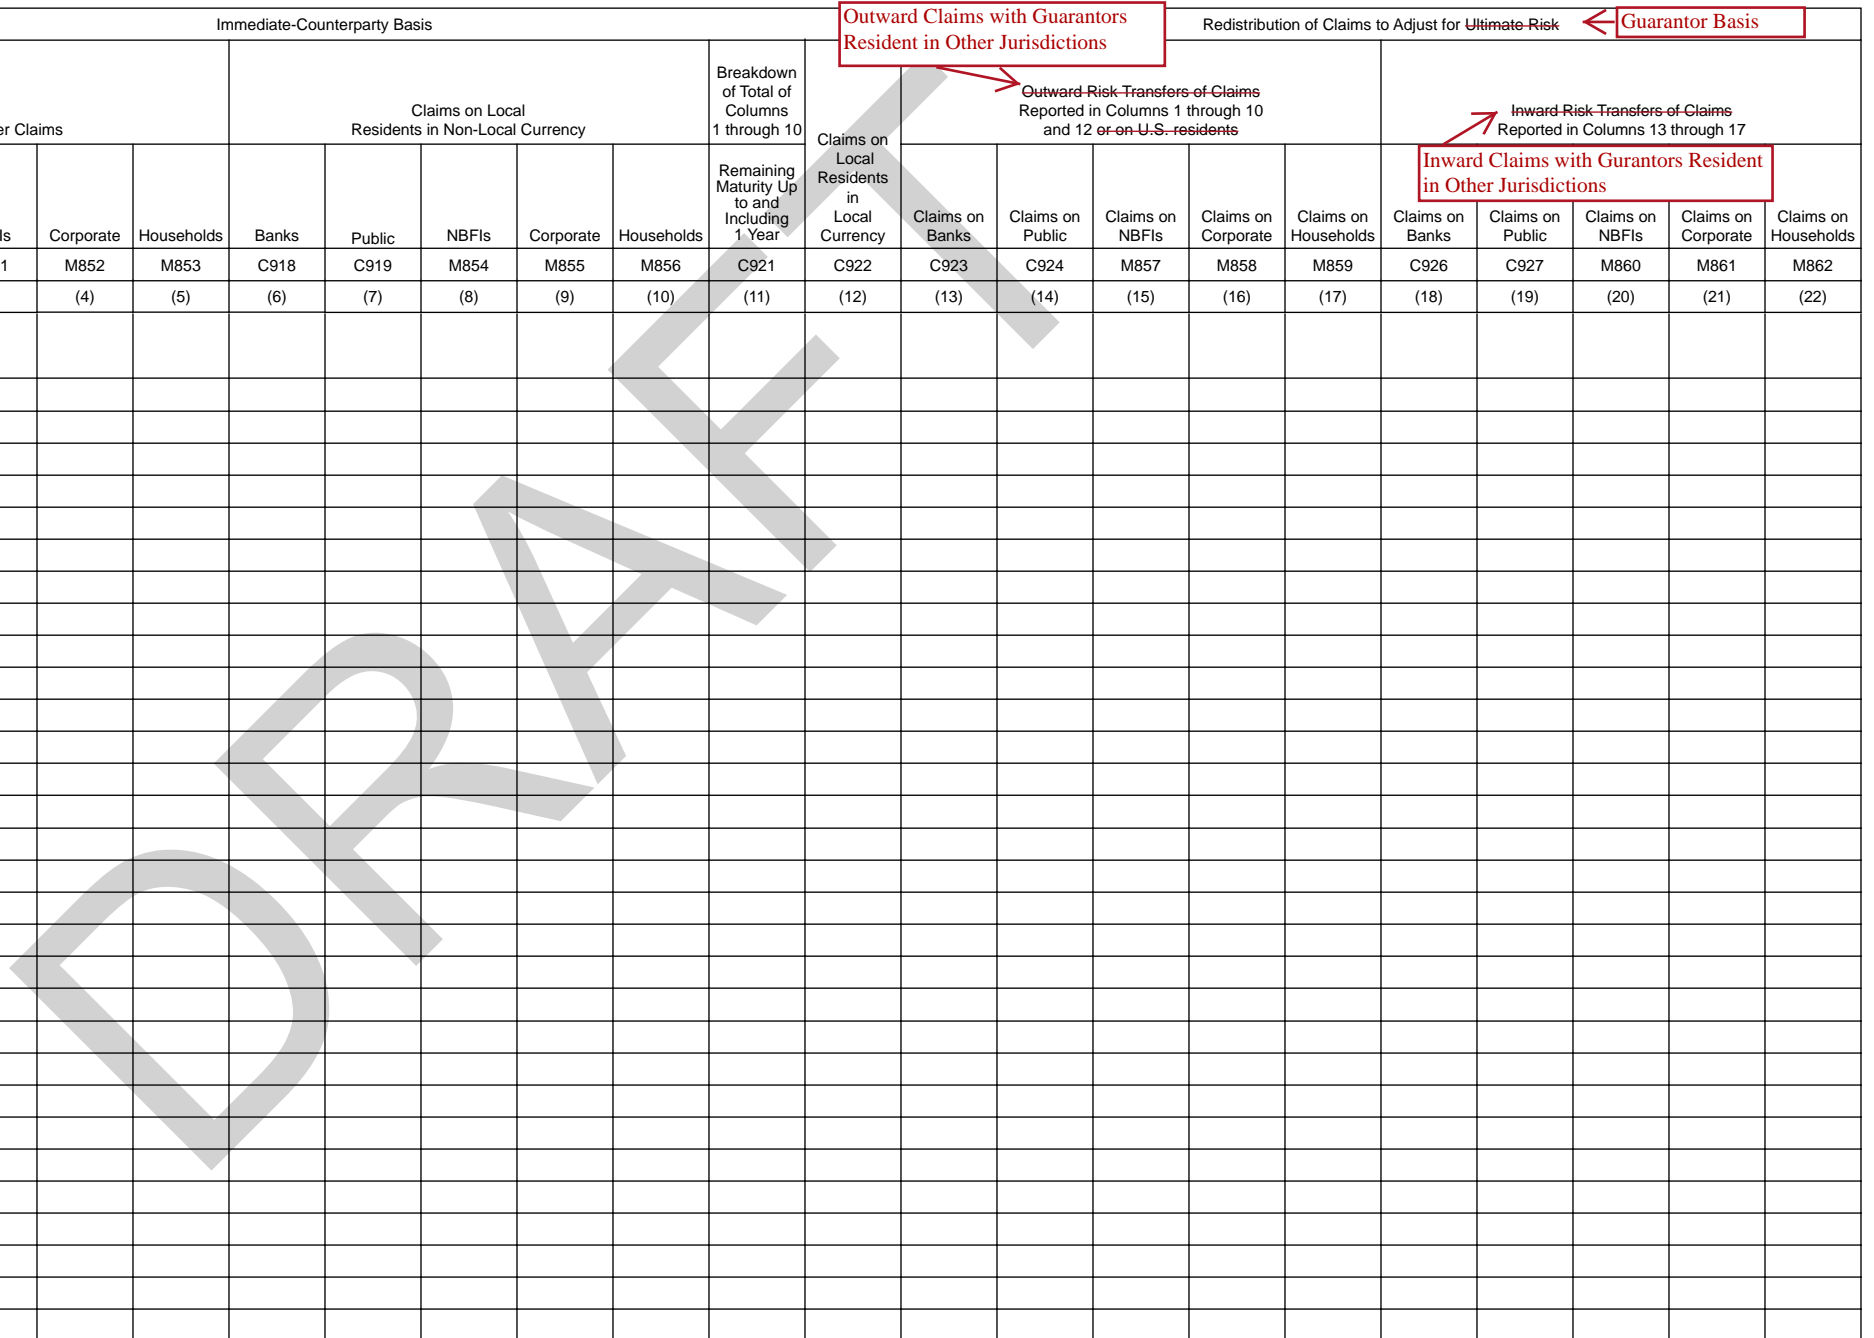 Immediate-Counterparty Basis
Outward Claims with Guarantors
Resident in Other Jurisdictions
Redistribution of Claims to Adjust for Ultimate Risk
Guarantor Basis
er Claims
Claims on Local
Residents in Non-Local Currency
Breakdown
of Total of
Columns
1 through 10
Claims on
Local
Residents
in
Local
Currency
Outward Risk Transfers of Claims
Reported in Columns 1 through 10
and 12 or on U.S. residents
Inward Risk Transfers of Claims
Reported in Columns 13 through 17
Inward Claims with Gurantors Resident
in Other Jurisdictions
ls
Corporate
Households
Banks
Public
NBFIs
Corporate
Households
Remaining
Maturity Up
to and
Including
1 Year
Claims on
Banks
Claims on
Public
Claims on
NBFIs
Claims on
Corporate
Claims on
Households
Claims on
Banks
Claims on
Public
Claims on
NBFIs
Claims on
Corporate
Claims on
Households
1 M852 M853 C918 C919 M854 M855 M856 C921 C922 C923 C924 M857 M858 M859 C926 C927 M860 M861 M862
(4) (5) (6) (7) (8) (9) (10) (11) (12) (13) (14) (15) (16) (17) (18) (19) (20) (21) (22)
DRAFT